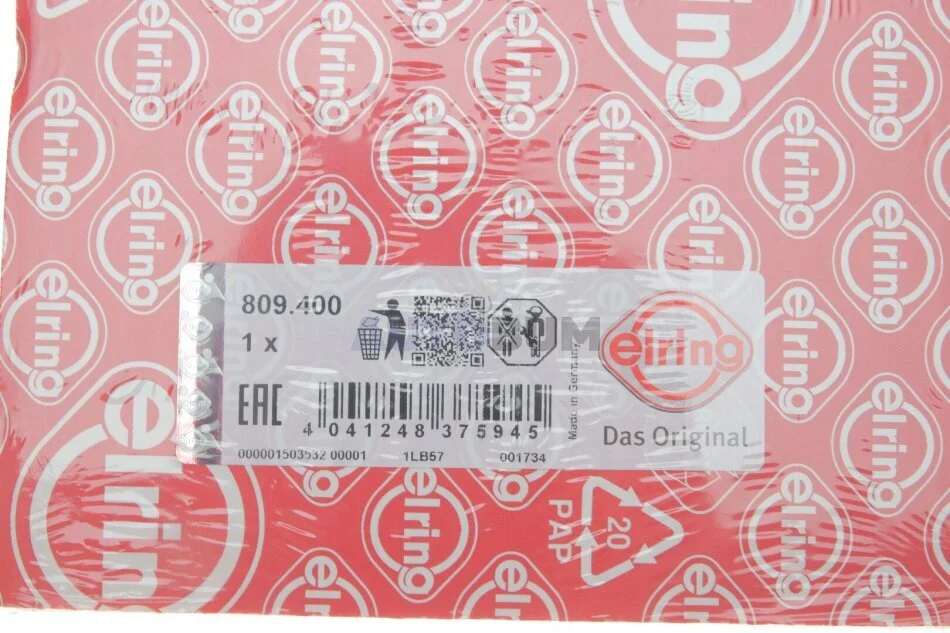 elring
809.400
1 x
EAC
4 041248 375945
000001503532 00001 1LB57 001734
Made in Germany
elring
Das Original
20
PAP